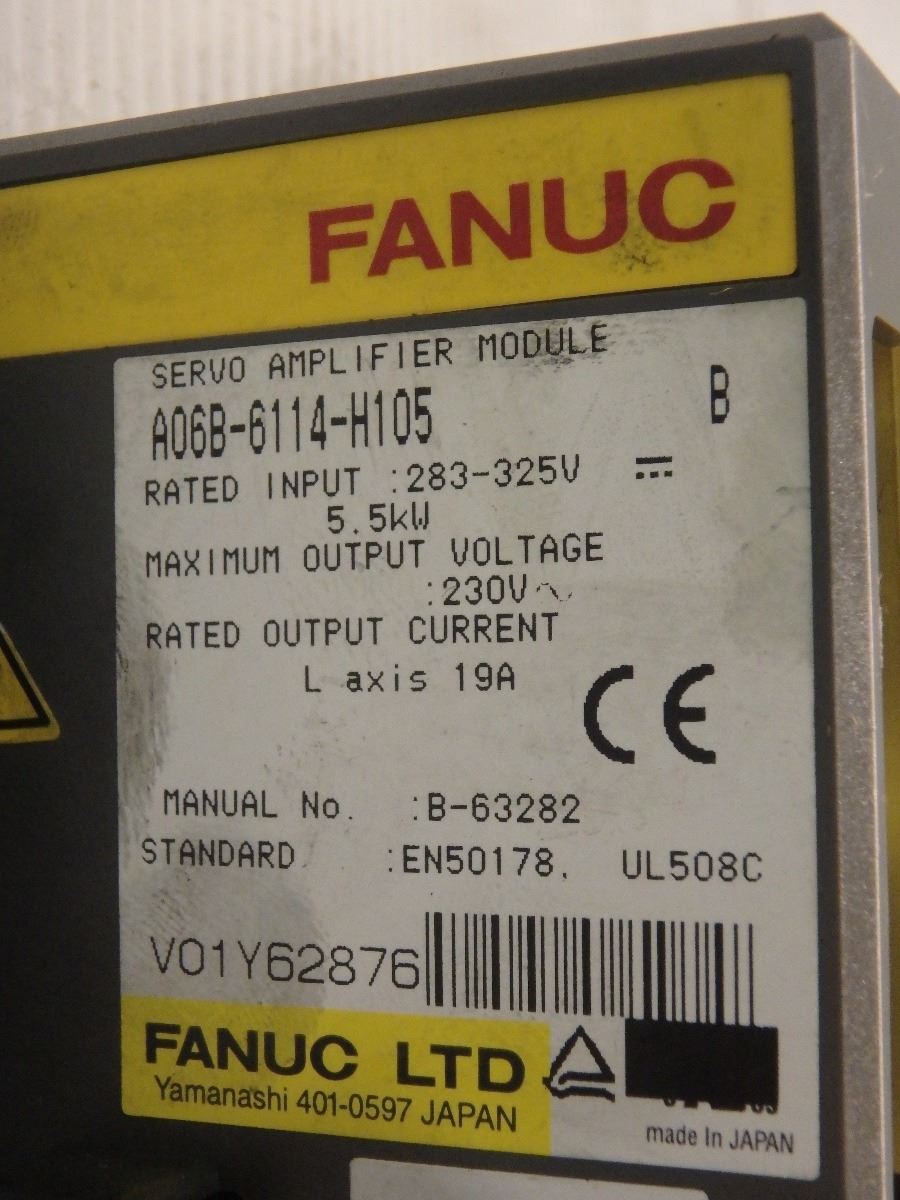 FANUC
SERVO AMPLIFIER MODULE
A06B-6114-H105 B
RATED INPUT :283-325V ⎓
5.5kW
MAXIMUM OUTPUT VOLTAGE
:230V~
RATED OUTPUT CURRENT
L axis 19A
CE
MANUAL No. :B-63282
STANDARD :EN50178. UL508C
V01Y62876
FANUC LTD
Yamanashi 401-0597 JAPAN
made In JAPAN